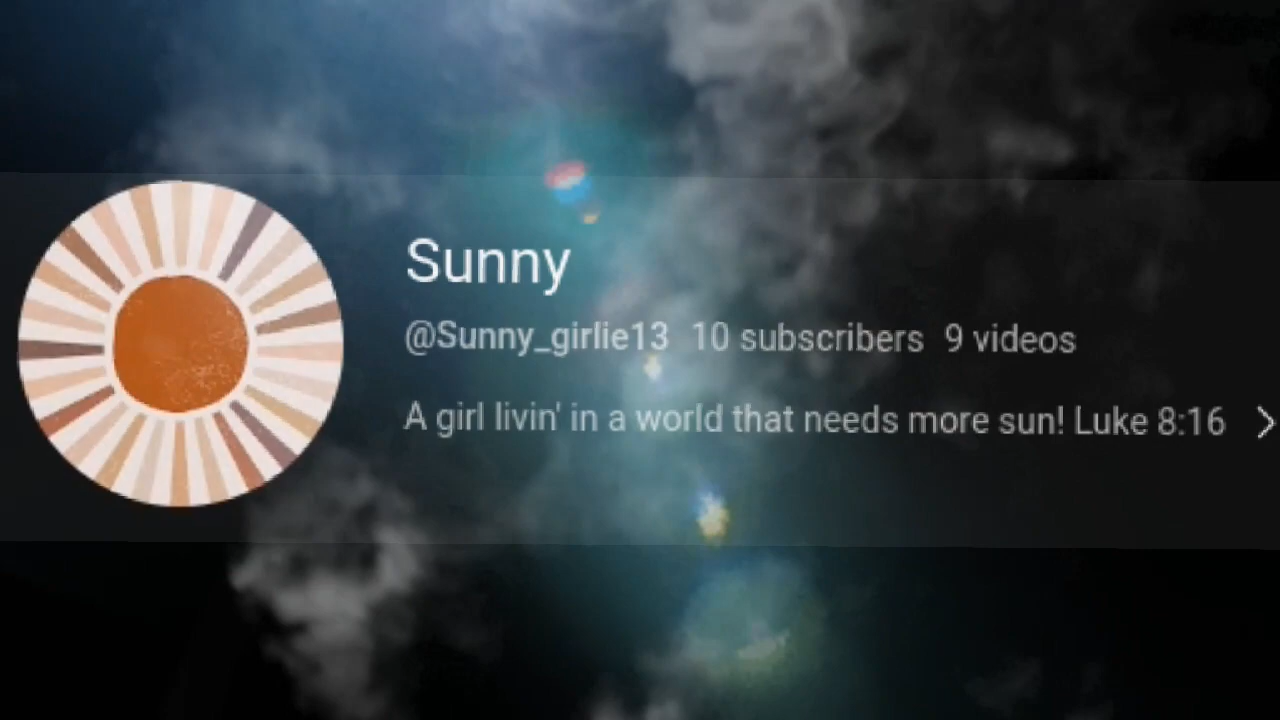 Sunny
@Sunny_girlie13 10 subscribers 9 videos
A girl livin' in a world that needs more sun! Luke 8:16